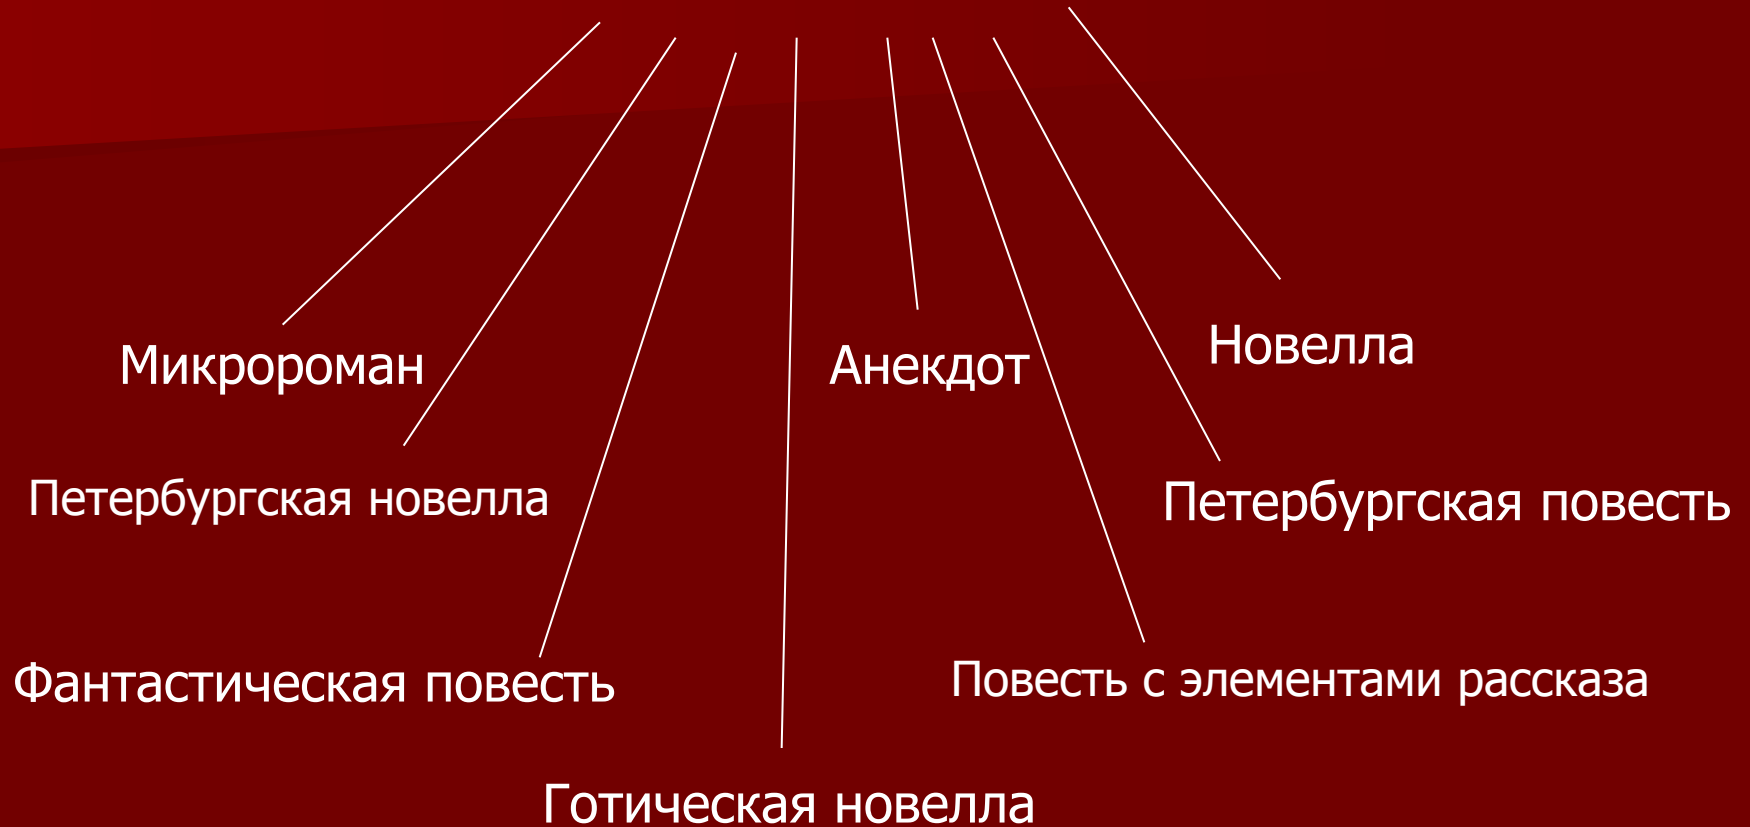 Микророман
Анекдот
Новелла
Петербургская новелла
Петербургская повесть
Фантастическая повесть
Повесть с элементами рассказа
Готическая новелла